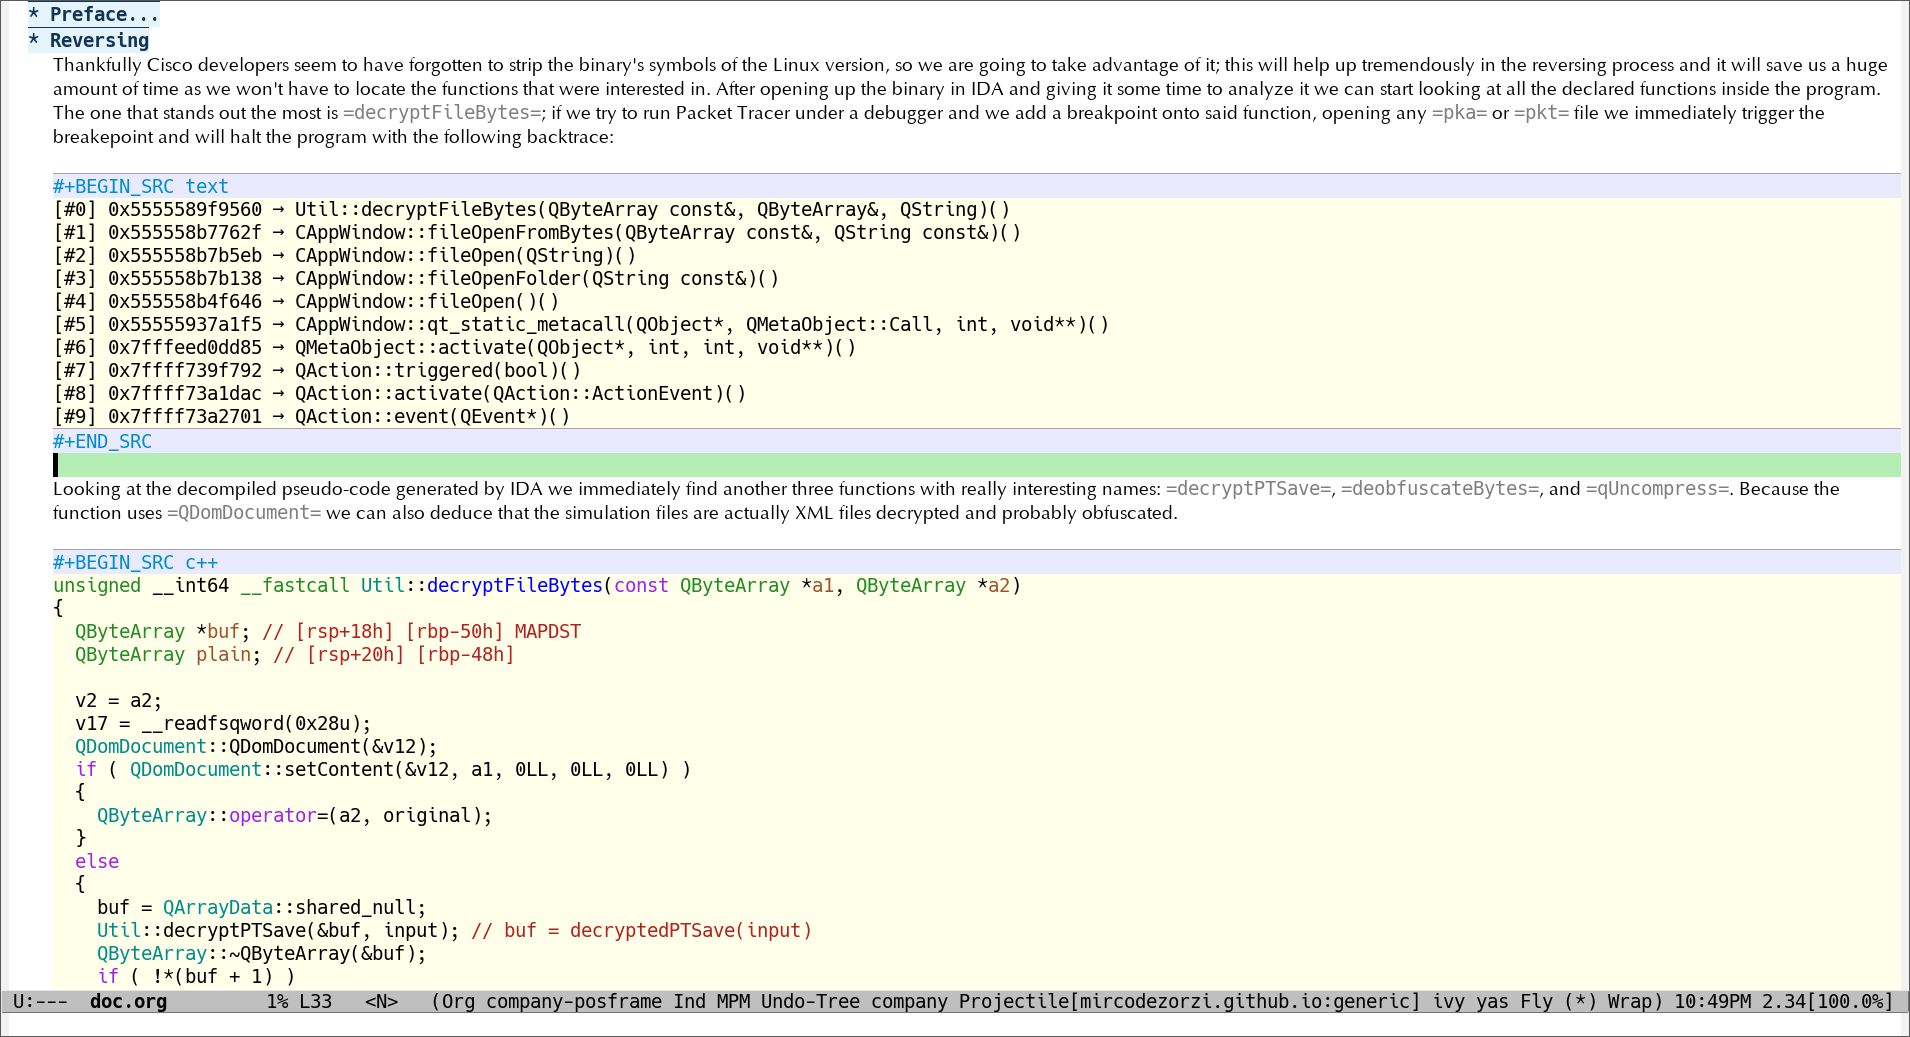 * Preface...
* Reversing
Thankfully Cisco developers seem to have forgotten to strip the binary's symbols of the Linux version, so we are going to take advantage of it; this will help up tremendously in the reversing process and it will save us a huge
amount of time as we won't have to locate the functions that were interested in. After opening up the binary in IDA and giving it some time to analyze it we can start looking at all the declared functions inside the program.
The one that stands out the most is =decryptFileBytes=; if we try to run Packet Tracer under a debugger and we add a breakpoint onto said function, opening any =pka= or =pkt= file we immediately trigger the
breakepoint and will halt the program with the following backtrace:
#+BEGIN_SRC text
[#0] 0x5555589f9560 → Util::decryptFileBytes(QByteArray const&, QByteArray&, QString)()
[#1] 0x555558b7762f → CAppWindow::fileOpenFromBytes(QByteArray const&, QString const&)()
[#2] 0x555558b7b5eb → CAppWindow::fileOpen(QString)()
[#3] 0x555558b7b138 → CAppWindow::fileOpenFolder(QString const&)()
[#4] 0x555558b4f646 → CAppWindow::fileOpen()()
[#5] 0x55555937a1f5 → CAppWindow::qt_static_metacall(QObject*, QMetaObject::Call, int, void**)()
[#6] 0x7fffeed0dd85 → QMetaObject::activate(QObject*, int, int, void**)()
[#7] 0x7ffff739f792 → QAction::triggered(bool)()
[#8] 0x7ffff73a1dac → QAction::activate(QAction::ActionEvent)()
[#9] 0x7ffff73a2701 → QAction::event(QEvent*)()
#+END_SRC
Looking at the decompiled pseudo-code generated by IDA we immediately find another three functions with really interesting names: =decryptPTSave=, =deobfuscateBytes=, and =qUncompress=. Because the
function uses =QDomDocument= we can also deduce that the simulation files are actually XML files decrypted and probably obfuscated.
#+BEGIN_SRC c++
unsigned __int64 __fastcall Util::decryptFileBytes(const QByteArray *a1, QByteArray *a2)
{
  QByteArray *buf; // [rsp+18h] [rbp-50h] MAPDST
  QByteArray plain; // [rsp+20h] [rbp-48h]
  v2 = a2;
  v17 = __readfsqword(0x28u);
  QDomDocument::QDomDocument(&v12);
  if ( QDomDocument::setContent(&v12, a1, 0LL, 0LL, 0LL) )
  {
    QByteArray::operator=(a2, original);
  }
  else
  {
    buf = QArrayData::shared_null;
    Util::decryptPTSave(&buf, input); // buf = decryptedPTSave(input)
    QByteArray::~QByteArray(&buf);
    if ( !*(buf + 1) )
U:---  doc.org         1% L33   <N>   (Org company-posframe Ind MPM Undo-Tree company Projectile[mircodezorzi.github.io:generic] ivy yas Fly (*) Wrap) 10:49PM 2.34[100.0%]